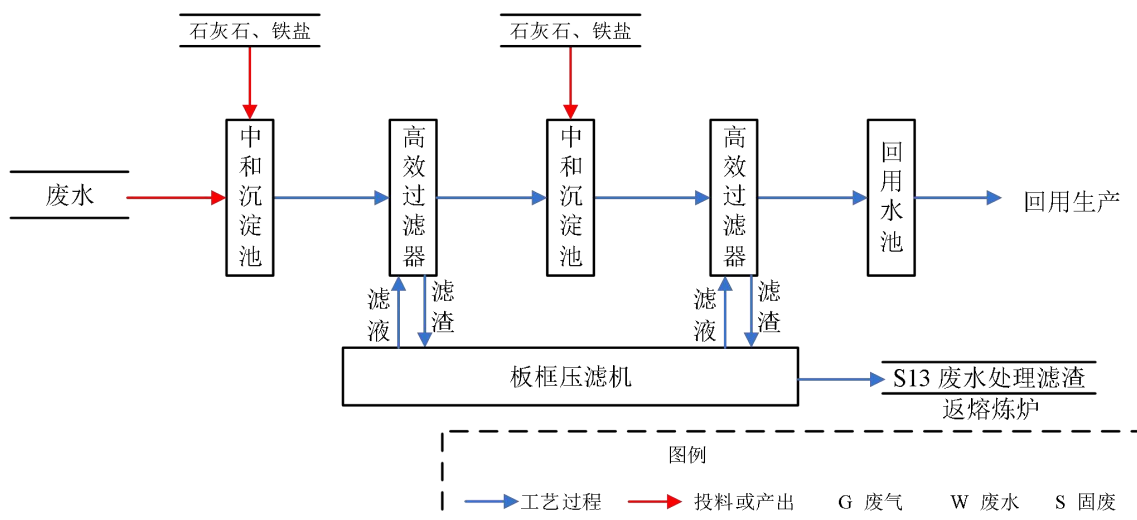 石灰石、铁盐
石灰石、铁盐
废水
中和沉淀池
高效过滤器
中和沉淀池
高效过滤器
回用水池
回用生产
滤液
滤渣
滤液
滤渣
板框压滤机
S13 废水处理滤渣
返熔炼炉
图例
工艺过程
投料或产出
G 废气
W 废水
S 固废